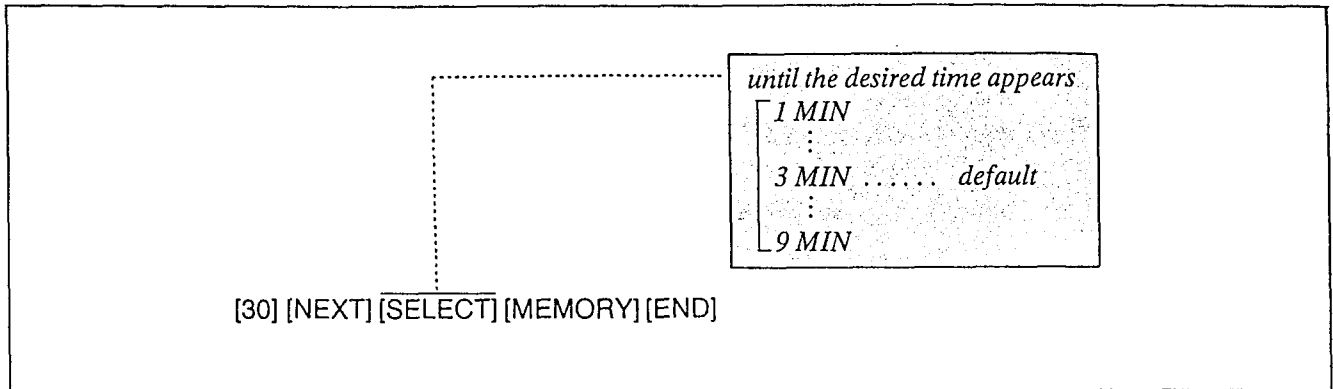 until the desired time appears
1 MIN
⋮
3 MIN ...... default
⋮
9 MIN
[30] [NEXT] [SELECT] [MEMORY] [END]